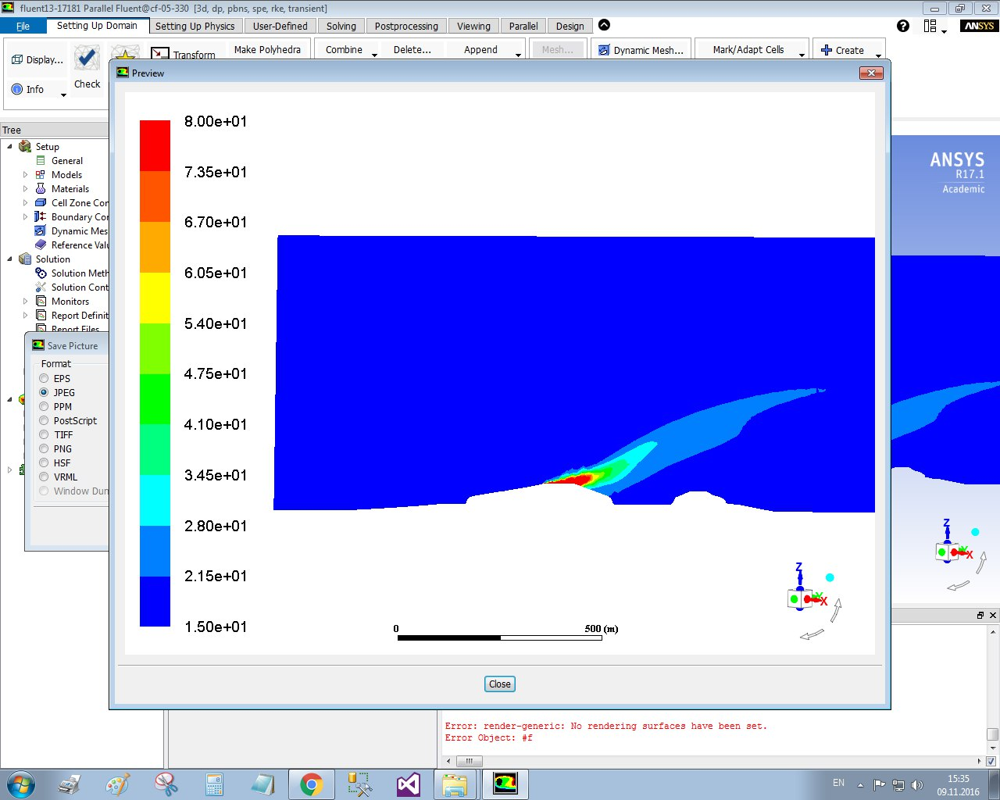 fluent13-17181 Parallel Fluent@cf-05-330 [3d, dp, pbns, spe, rke, transient]
File
Setting Up Domain
Setting Up Physics
User-Defined
Solving
Postprocessing
Viewing
Parallel
Design
ANSYS
Display...
Info
Check
Transform
Make Polyhedra
Combine
Delete...
Append
Mesh...
Dynamic Mesh...
Mark/Adapt Cells
Create
Preview
Tree
Setup
General
Models
Materials
Cell Zone Con
Boundary Con
Dynamic Mes
Reference Valu
Solution
Solution Meth
Solution Cont
Monitors
Report Definit
Report Files
Save Picture
Format
EPS
JPEG
PPM
PostScript
TIFF
PNG
HSF
VRML
Window Dun
8.00e+01
7.35e+01
6.70e+01
6.05e+01
5.40e+01
4.75e+01
4.10e+01
3.45e+01
2.80e+01
2.15e+01
1.50e+01
0
500 (m)
Z
Y
X
Close
ANSYS
R17.1
Academic
Z
Y
X
Error: render-generic: No rendering surfaces have been set.
Error Object: #f
EN
15:35
09.11.2016